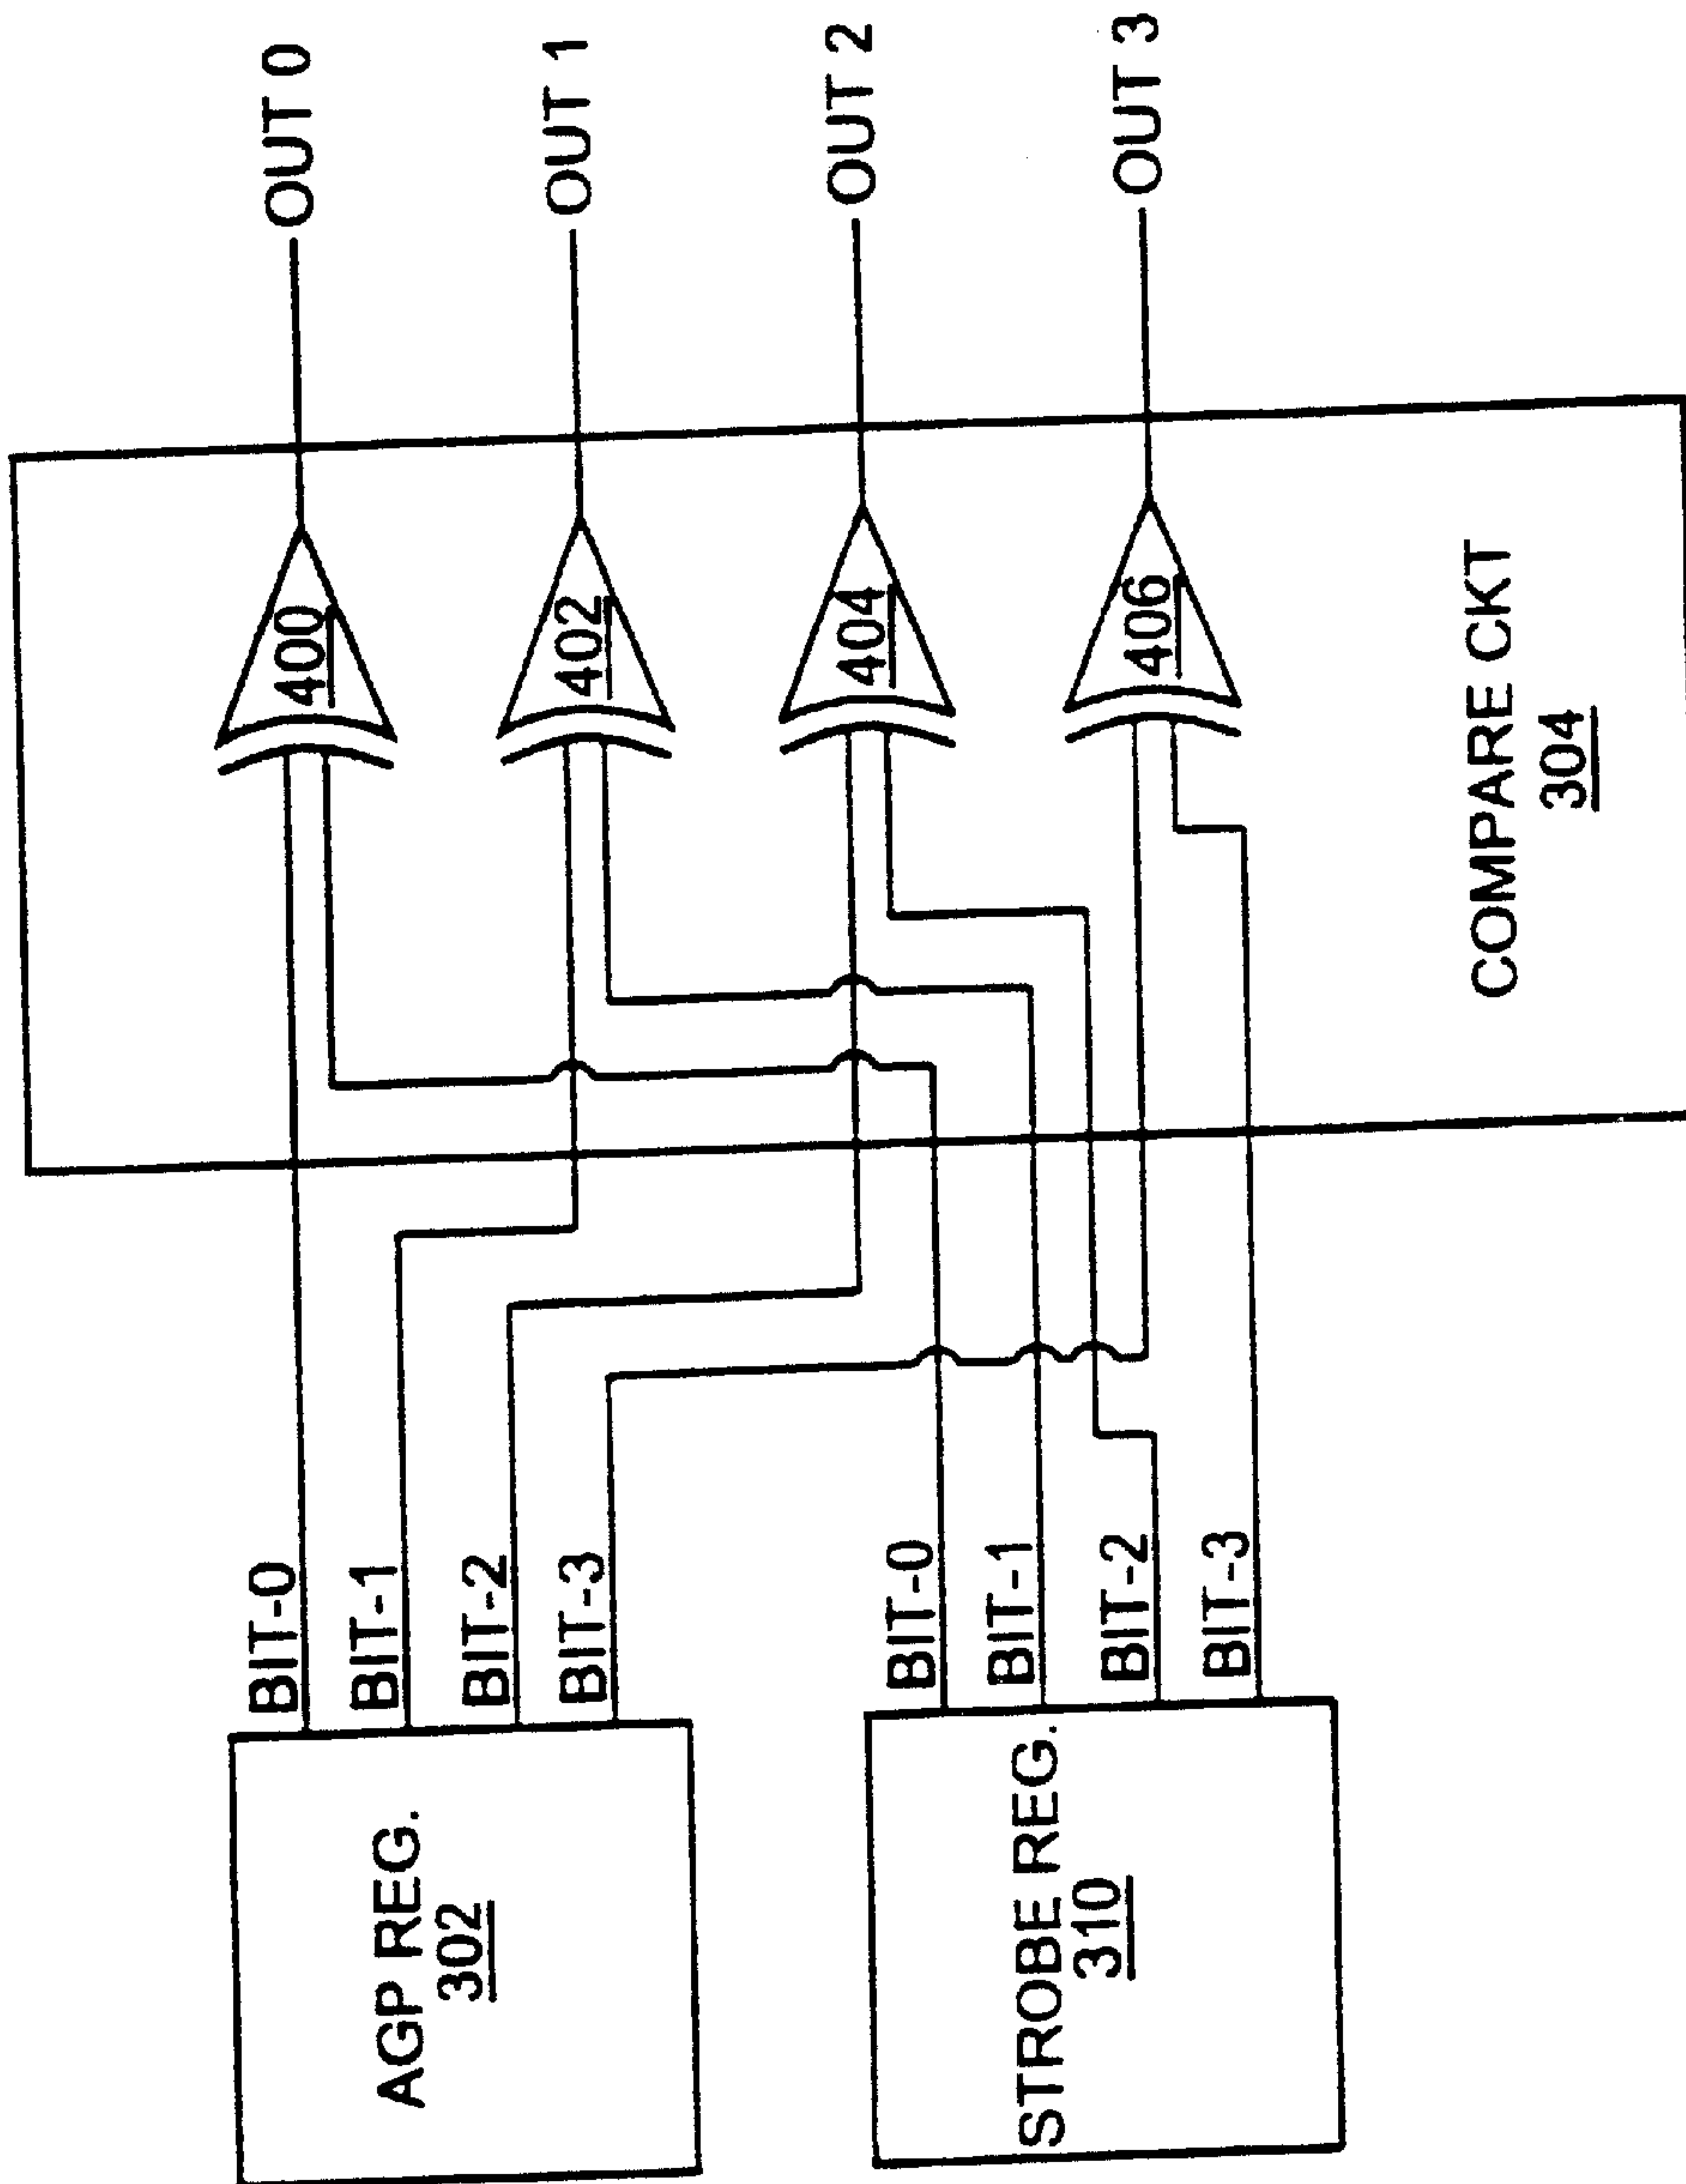 AGP REG.
302
BIT-0
BIT-1
BIT-2
BIT-3
STROBE REG.
310
BIT-0
BIT-1
BIT-2
BIT-3
400
402
404
406
COMPARE CKT
304
OUT 0
OUT 1
OUT 2
OUT 3